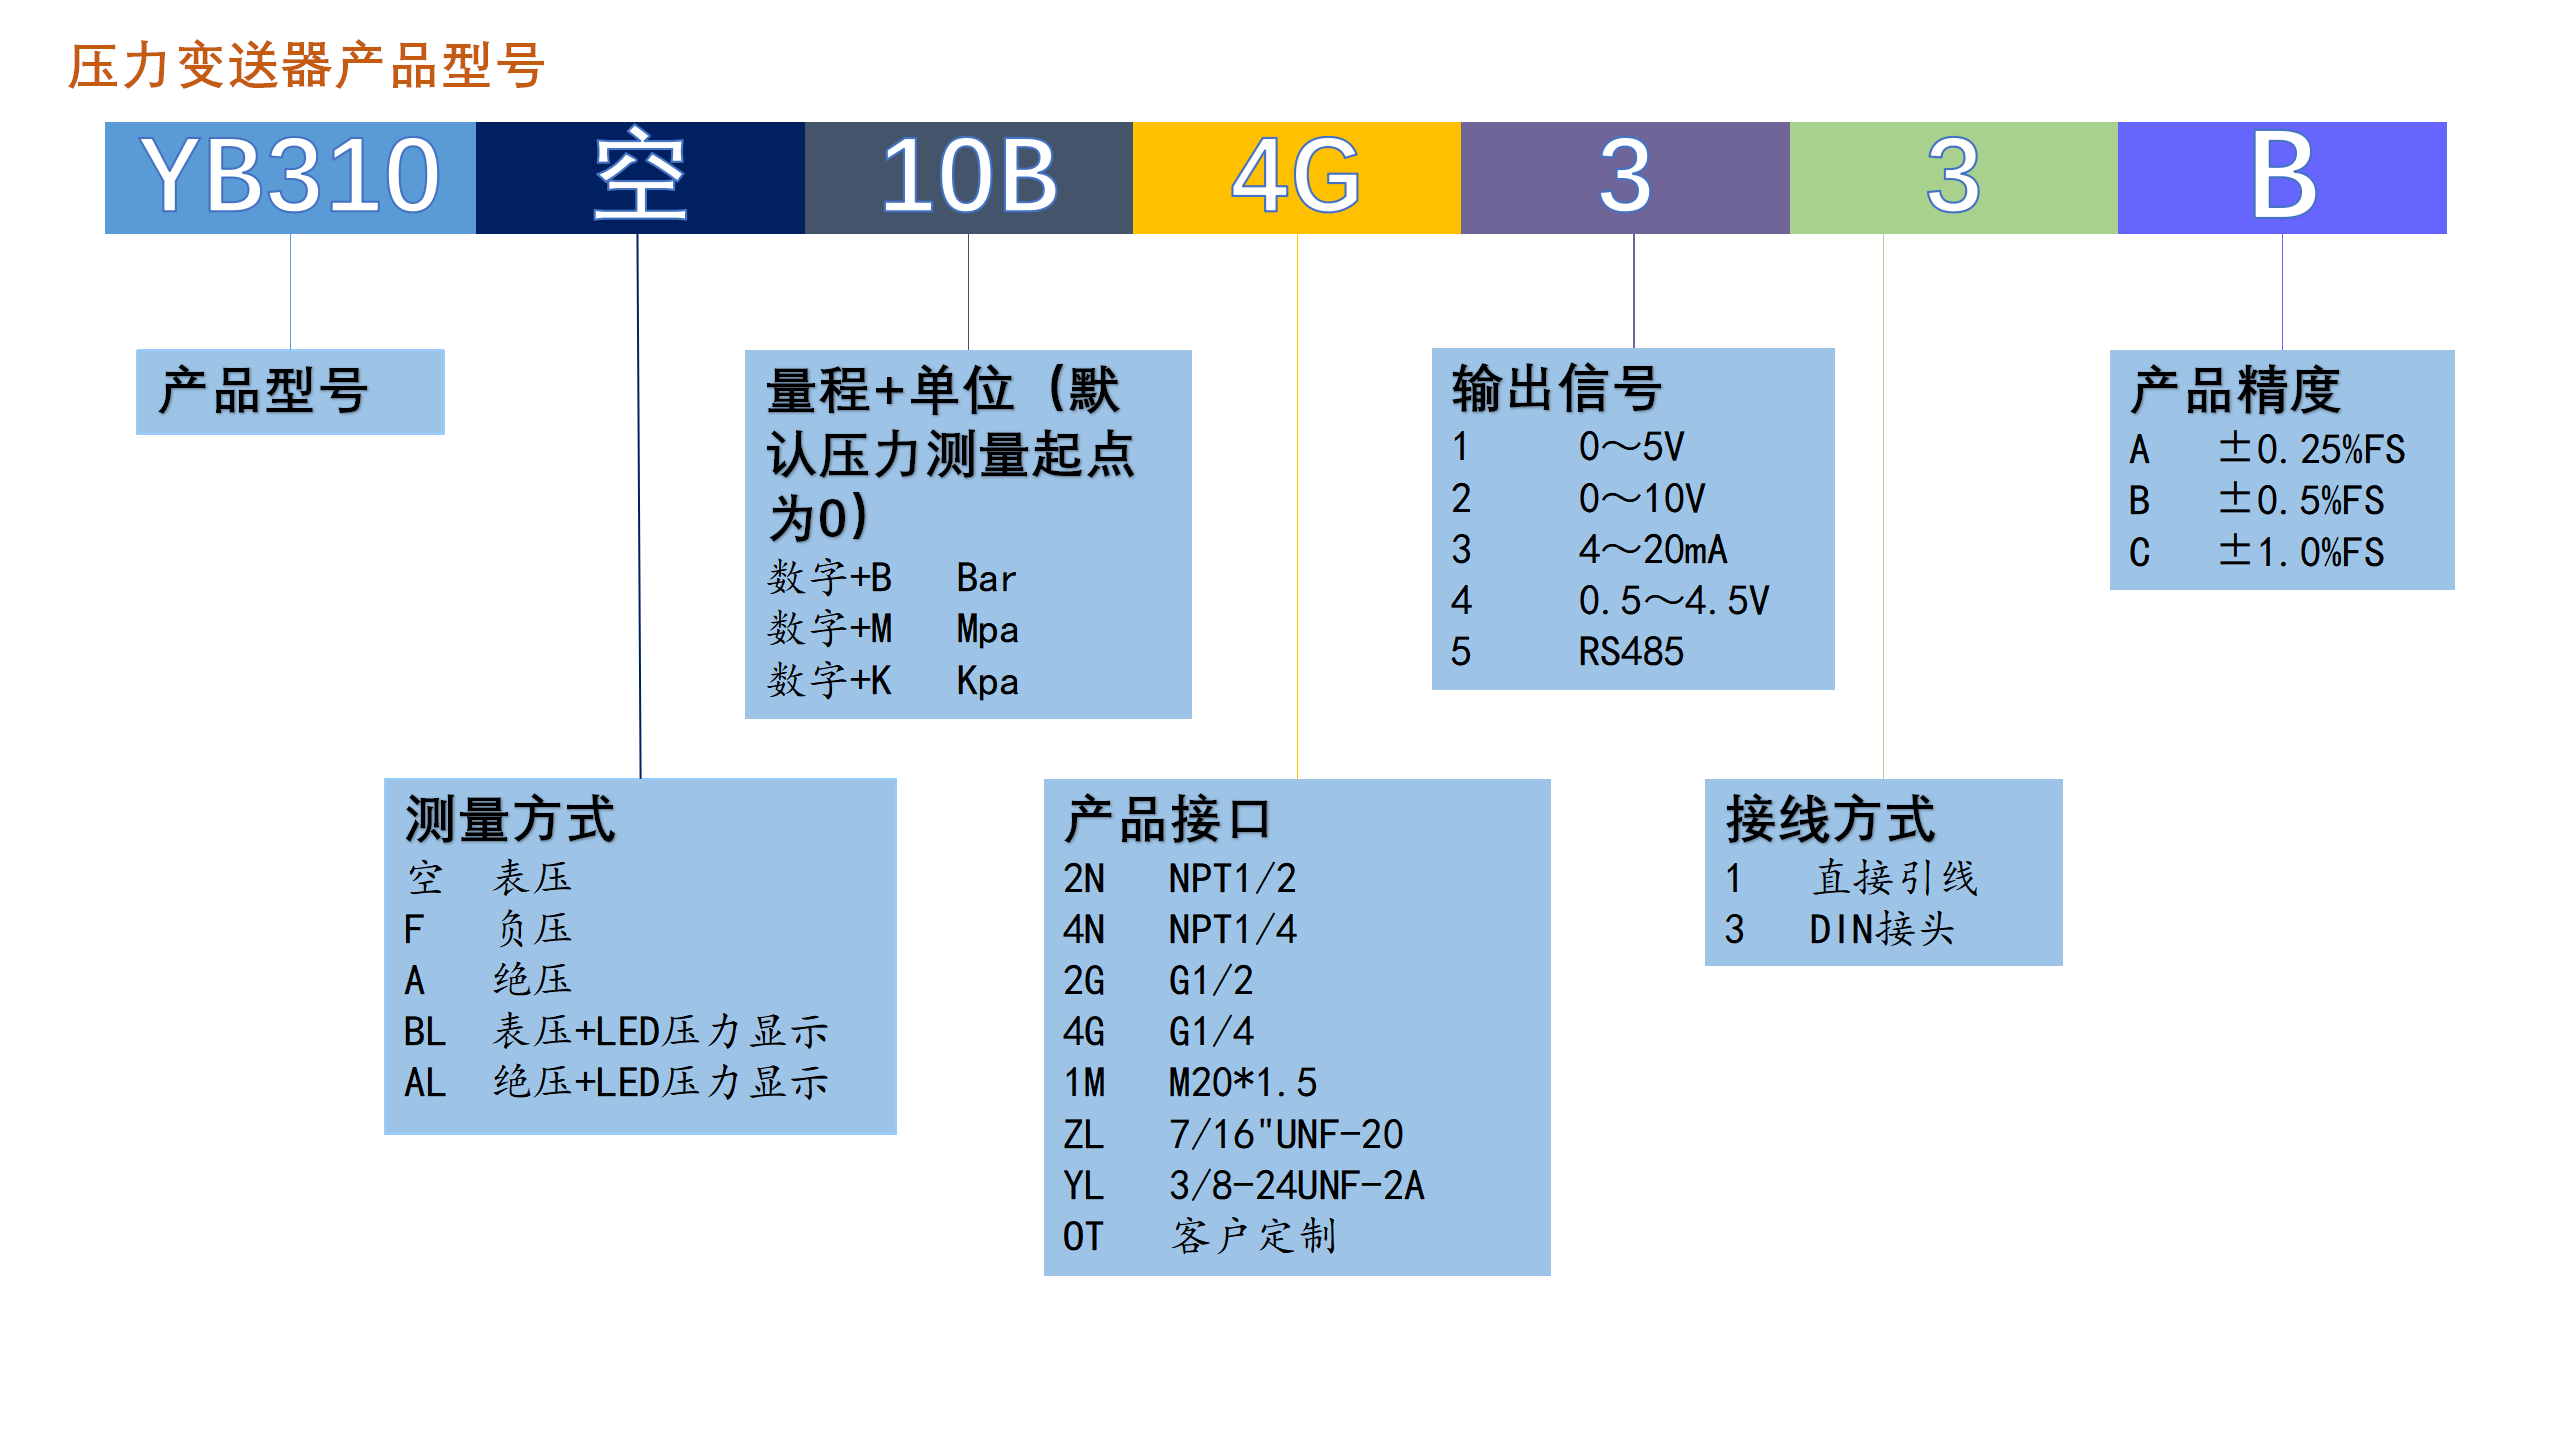 压力变送器产品型号
YB310 空 10B 4G 3 3 B
产品型号
量程+单位（默
认压力测量起点
为0）
数字+B Bar
数字+M Mpa
数字+K Kpa
输出信号
1 0～5V
2 0～10V
3 4～20mA
4 0.5～4.5V
5 RS485
产品精度
A ±0.25%FS
B ±0.5%FS
C ±1.0%FS
测量方式
空 表压
F 负压
A 绝压
BL 表压+LED压力显示
AL 绝压+LED压力显示
产品接口
2N NPT1/2
4N NPT1/4
2G G1/2
4G G1/4
1M M20*1.5
ZL 7/16"UNF-20
YL 3/8-24UNF-2A
OT 客户定制
接线方式
1 直接引线
3 DIN接头